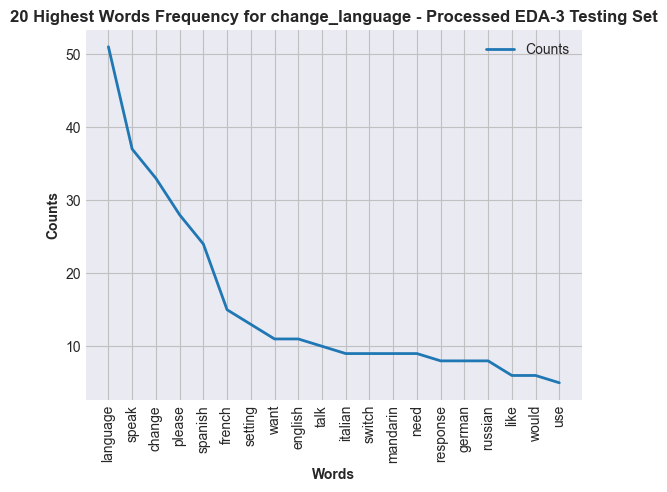 20 Highest Words Frequency for change_language - Processed EDA-3 Testing Set
Counts
50
40
30
20
10
Counts
language
speak
change
please
spanish
french
setting
want
english
talk
italian
switch
mandarin
need
response
german
russian
like
would
use
Words